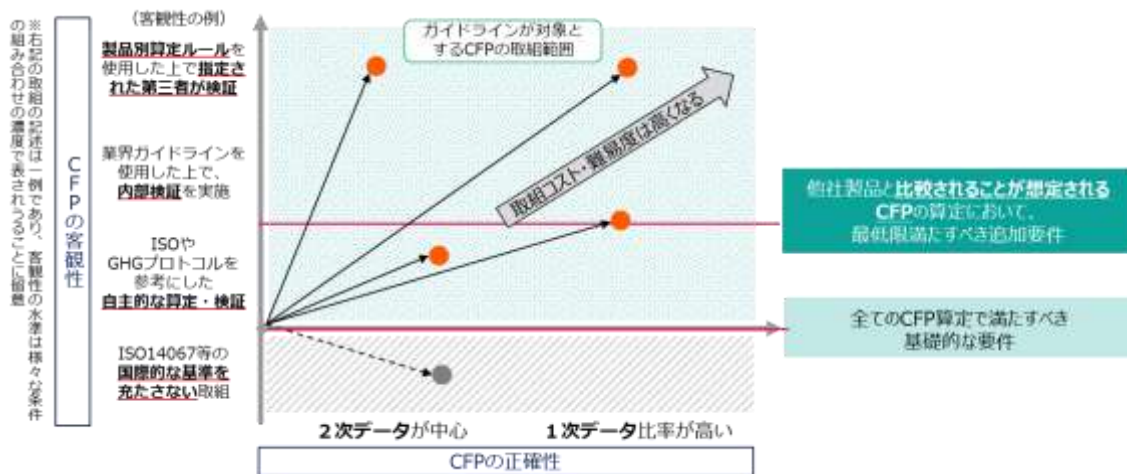 ※右記の取組の記述は一例であり、客観性の水準は様々な条件
の組み合わせの濃度で表されうることに留意
CFPの客観性
(客観性の例)
製品別算定ルールを
使用した上で指定さ
れた第三者が検証
業界ガイドラインを
使用した上で、
内部検証を実施
ISOや
GHGプロトコルを
参考にした
自主的な算定・検証
ISO14067等の
国際的な基準を
充たさない取組
ガイドラインが対象と
するCFPの取組範囲
取組コスト・難易度は高くなる
他社製品と比較されることが想定される
CFPの算定において、
最低限満たすべき追加要件
全てのCFP算定で満たすべき
基礎的な要件
2次データが中心
1次データ比率が高い
CFPの正確性